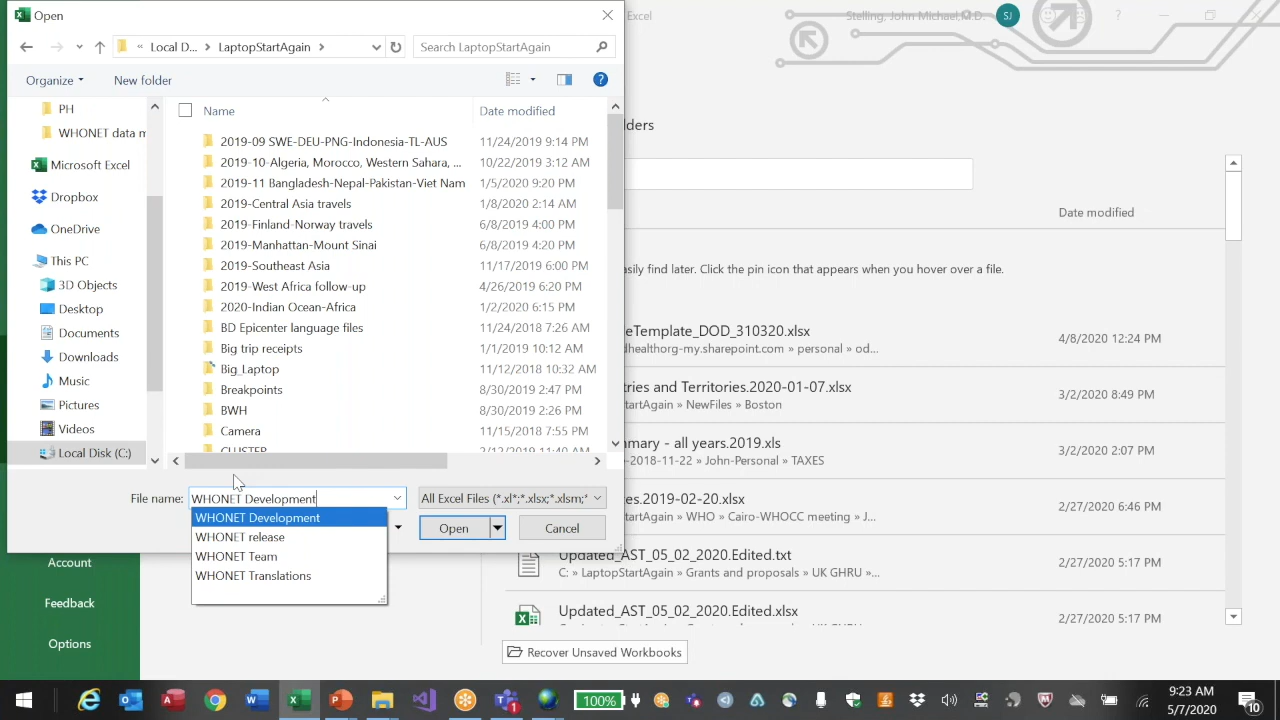 Open
Excel
Stelling, John Michael,M.D.
SJ
?
« Local D... > LaptopStartAgain >
Search LaptopStartAgain
Organize
New folder
?
PH
WHONET data m
Microsoft Excel
Dropbox
OneDrive
This PC
3D Objects
Desktop
Documents
Downloads
Music
Pictures
Videos
Local Disk (C:)
Name
Date modified
2019-09 SWE-DEU-PNG-Indonesia-TL-AUS 11/24/2019 9:14 PM
2019-10-Algeria, Morocco, Western Sahara, ... 10/22/2019 3:12 AM
2019-11 Bangladesh-Nepal-Pakistan-Viet Nam 1/5/2020 9:20 PM
2019-Central Asia travels 1/8/2020 2:14 AM
2019-Finland-Norway travels 6/8/2019 4:00 PM
2019-Manhattan-Mount Sinai 6/8/2019 4:20 PM
2019-Southeast Asia 11/17/2019 6:00 PM
2019-West Africa follow-up 4/26/2019 6:20 PM
2020-Indian Ocean-Africa 1/2/2020 6:15 PM
BD Epicenter language files 11/24/2018 7:26 AM
Big trip receipts 1/1/2019 10:12 AM
Big_Laptop 11/12/2018 10:32 AM
Breakpoints 8/30/2019 2:47 PM
BWH 8/30/2019 2:26 PM
Camera 11/15/2018 7:55 PM
CLUSTER 2/12/2019 11:40 AM
File name:
WHONET Development
All Excel Files (*.xl*;*.xlsx;*.xlsm;*
WHONET Development
WHONET release
WHONET Team
WHONET Translations
Open
Cancel
Account
Feedback
Options
lders
Date modified
asily find later. Click the pin icon that appears when you hover over a file.
eTemplate_DOD_310320.xlsx
dhealthorg-my.sharepoint.com » personal » od...
4/8/2020 12:24 PM
tries and Territories.2020-01-07.xlsx
tartAgain » NewFiles » Boston
3/2/2020 8:49 PM
mmary - all years.2019.xls
-2018-11-22 » John-Personal » TAXES
3/2/2020 2:07 PM
es.2019-02-20.xlsx
tartAgain » WHO » Cairo-WHOCC meeting » J...
2/27/2020 6:46 PM
Updated_AST_05_02_2020.Edited.txt
C: » LaptopStartAgain » Grants and proposals » UK GHRU »...
2/27/2020 5:17 PM
Updated_AST_05_02_2020.Edited.xlsx
2/27/2020 5:17 PM
Recover Unsaved Workbooks
100%
9:23 AM
5/7/2020
10